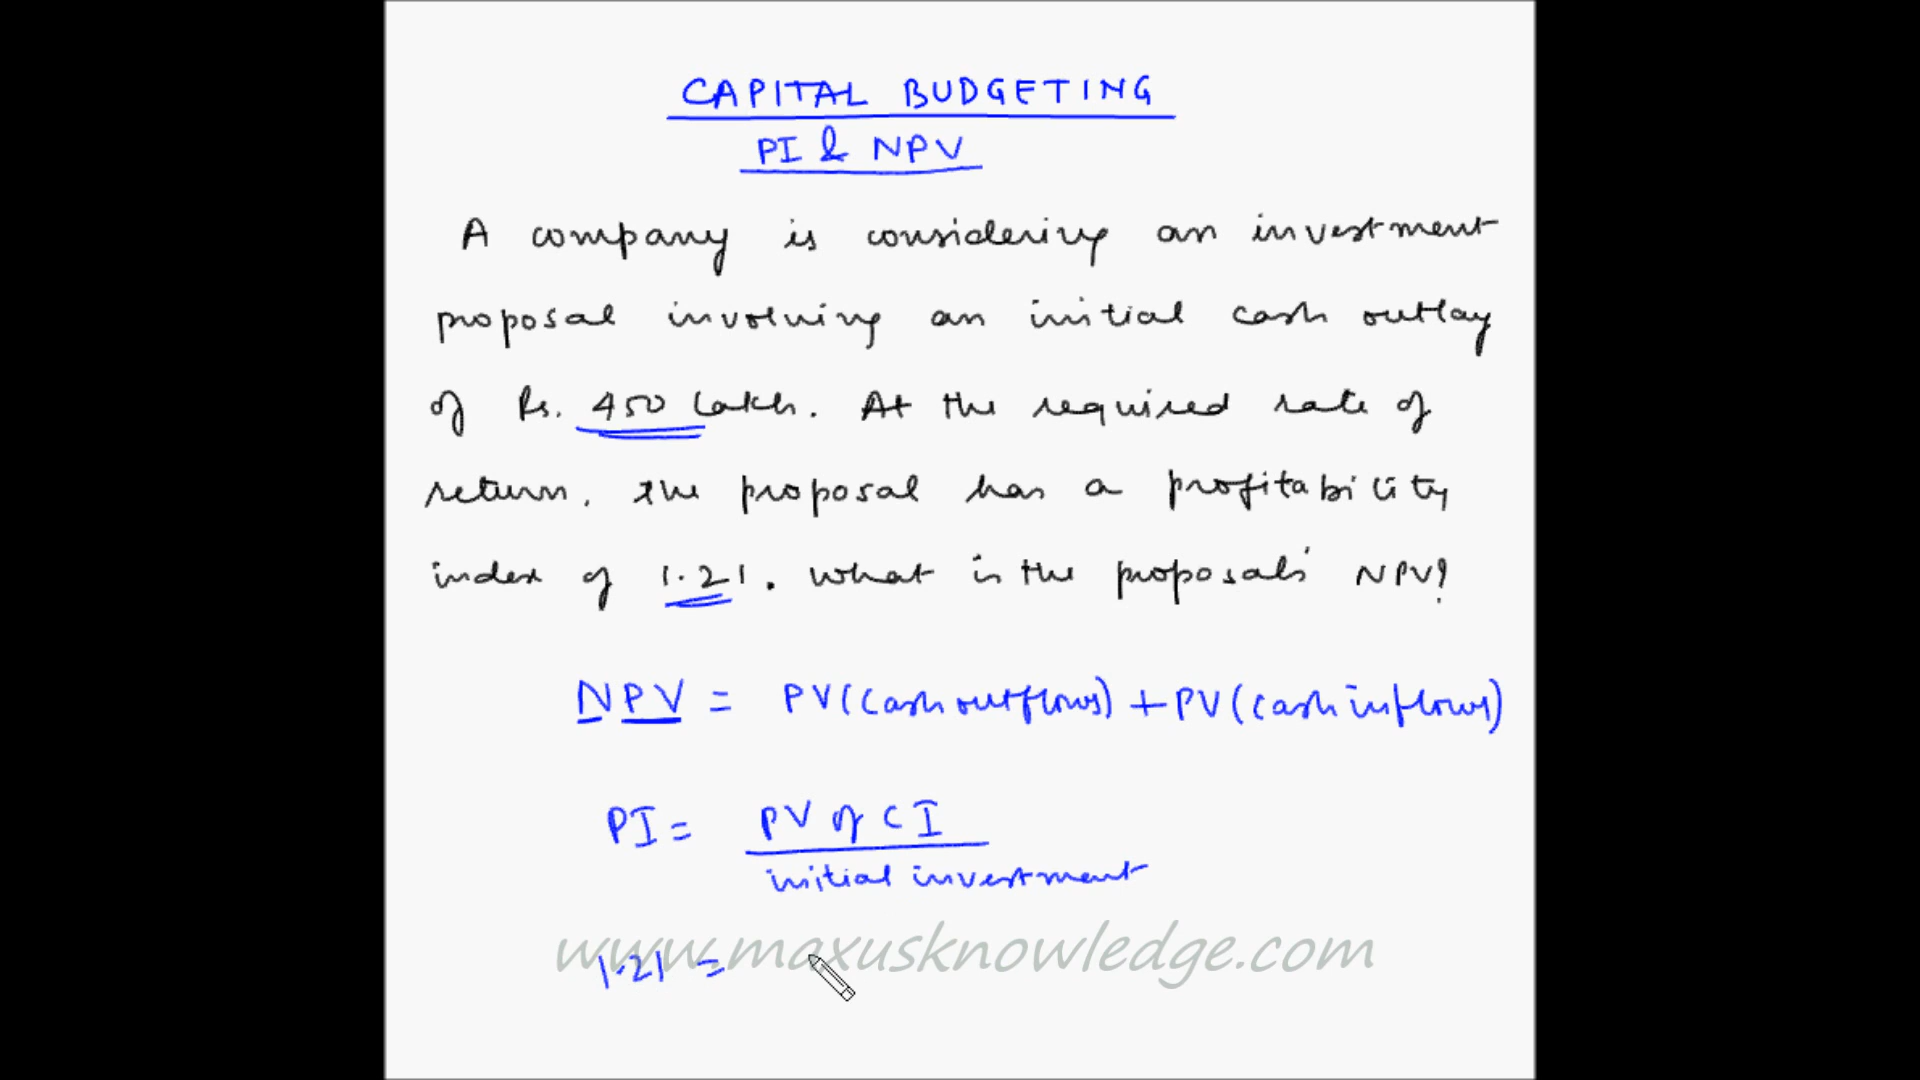 CAPITAL BUDGETING
PI & NPV
A company is considering an investment
proposal involving an initial cash outlay
of Rs. 450 Lakh. At the required rate of
return, the proposal has a profitability
index of 1.21. What is the proposals' NPV?
NPV = PV(cash outflows) + PV(cash inflows)
PI = PV of CI
initial investment
www.maxusknowledge.com
1.21 =